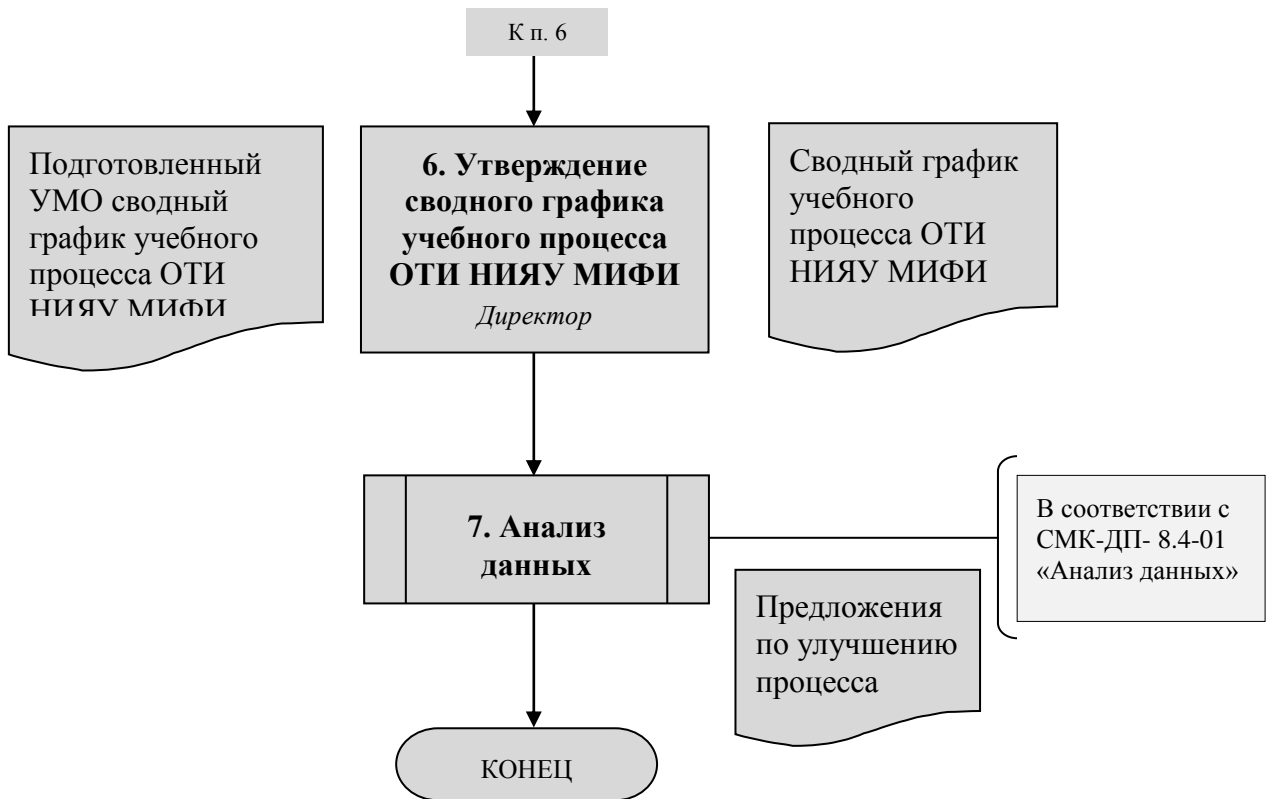 К п. 6
Подготовленный
УМО сводный
график учебного
процесса ОТИ
НИЯУ МИФИ
6. Утверждение
сводного графика
учебного процесса
ОТИ НИЯУ МИФИ
Директор
Сводный график
учебного
процесса ОТИ
НИЯУ МИФИ
7. Анализ
данных
В соответствии с
СМК-ДП- 8.4-01
«Анализ данных»
Предложения
по улучшению
процесса
КОНЕЦ